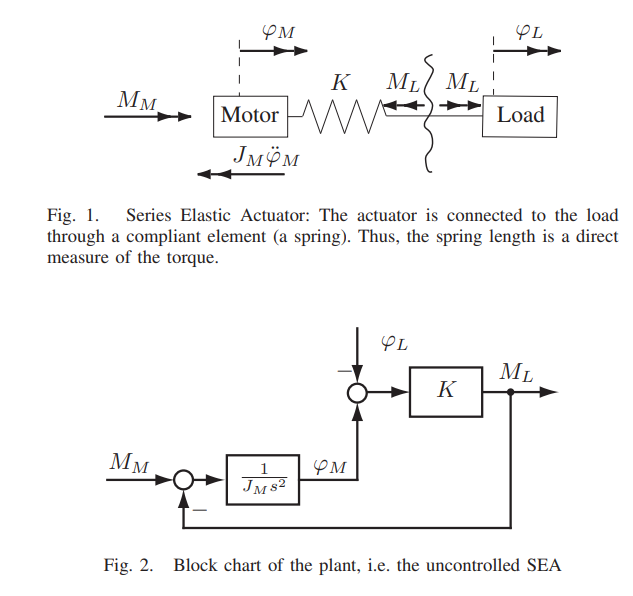 φM φL
K ML ML
MM Motor Load
JMφ̈M
Fig. 1. Series Elastic Actuator: The actuator is connected to the load
through a compliant element (a spring). Thus, the spring length is a direct
measure of the torque.
φL
−
K ML
MM 1/(JM s²) φM
−
Fig. 2. Block chart of the plant, i.e. the uncontrolled SEA